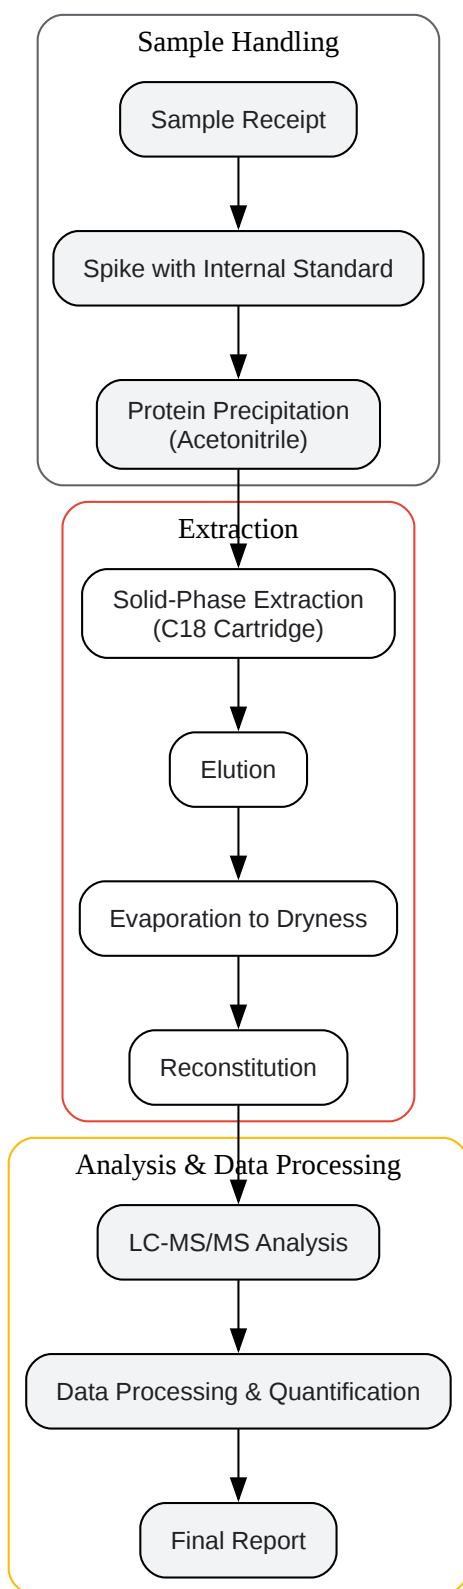 Sample Handling
Sample Receipt
Spike with Internal Standard
Protein Precipitation
(Acetonitrile)
Extraction
Solid-Phase Extraction
(C18 Cartridge)
Elution
Evaporation to Dryness
Reconstitution
Analysis & Data Processing
LC-MS/MS Analysis
Data Processing & Quantification
Final Report